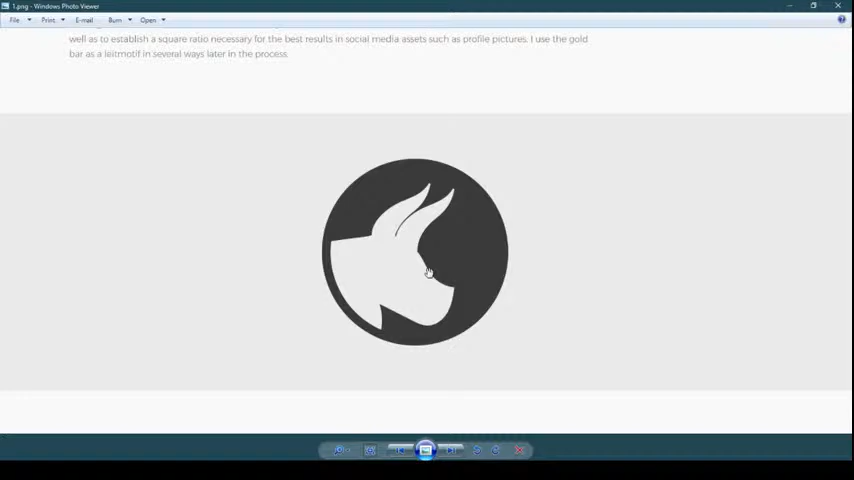 1.png - Windows Photo Viewer
File Print E-mail Burn Open
well as to establish a square ratio necessary for the best results in social media assets such as profile pictures. I use the gold
bar as a leitmotif in several ways later in the process.